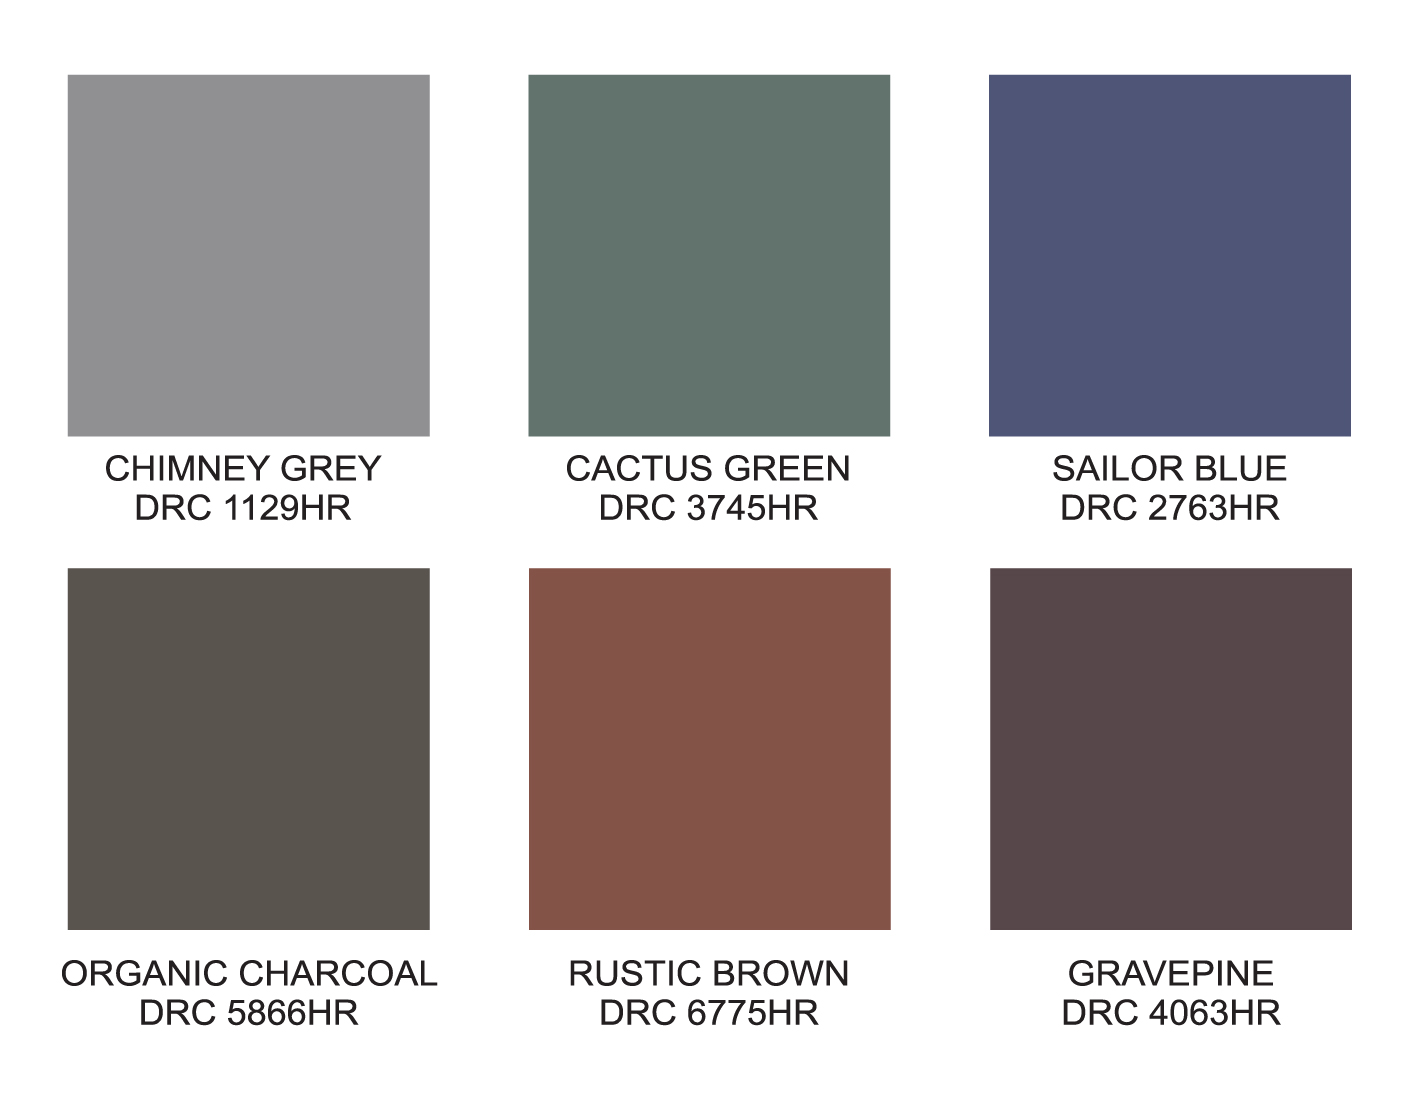 CHIMNEY GREY
DRC 1129HR
CACTUS GREEN
DRC 3745HR
SAILOR BLUE
DRC 2763HR
ORGANIC CHARCOAL
DRC 5866HR
RUSTIC BROWN
DRC 6775HR
GRAVEPINE
DRC 4063HR